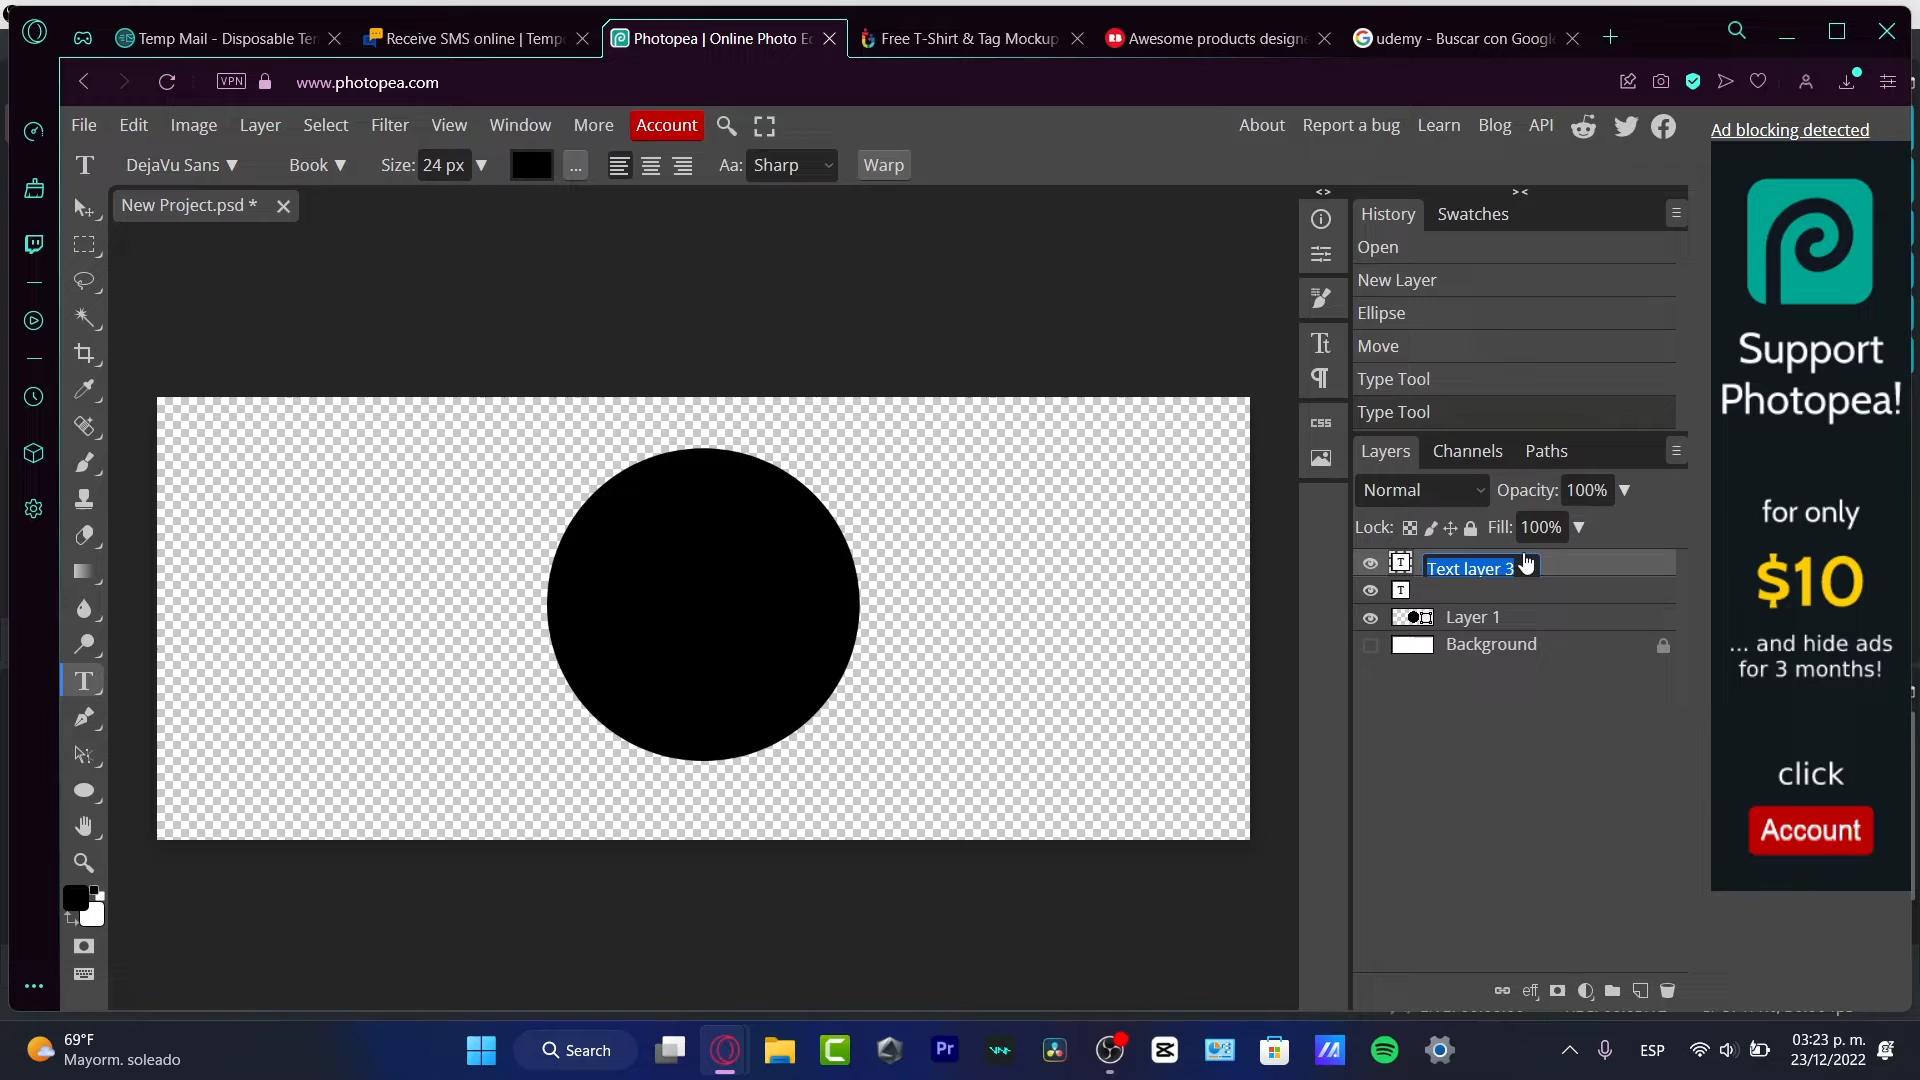 Temp Mail - Disposable Ter
Receive SMS online | Temp
Photopea | Online Photo Ed
Free T-Shirt & Tag Mockup
Awesome products designe
udemy - Buscar con Google
VPN
www.photopea.com
File
Edit
Image
Layer
Select
Filter
View
Window
More
Account
About
Report a bug
Learn
Blog
API
Ad blocking detected
T
DejaVu Sans
Book
Size:
24 px
...
Aa:
Sharp
Warp
New Project.psd *
History
Swatches
Open
New Layer
Ellipse
Move
Type Tool
Type Tool
CSS
Layers
Channels
Paths
Normal
Opacity:
100%
Lock:
Fill:
100%
T
Text layer 3
T
Layer 1
Background
eff
Support
Photopea!
for only
$10
... and hide ads
for 3 months!
click
Account
69°F
Mayorm. soleado
Search
Pr
ESP
03:23 p. m.
23/12/2022